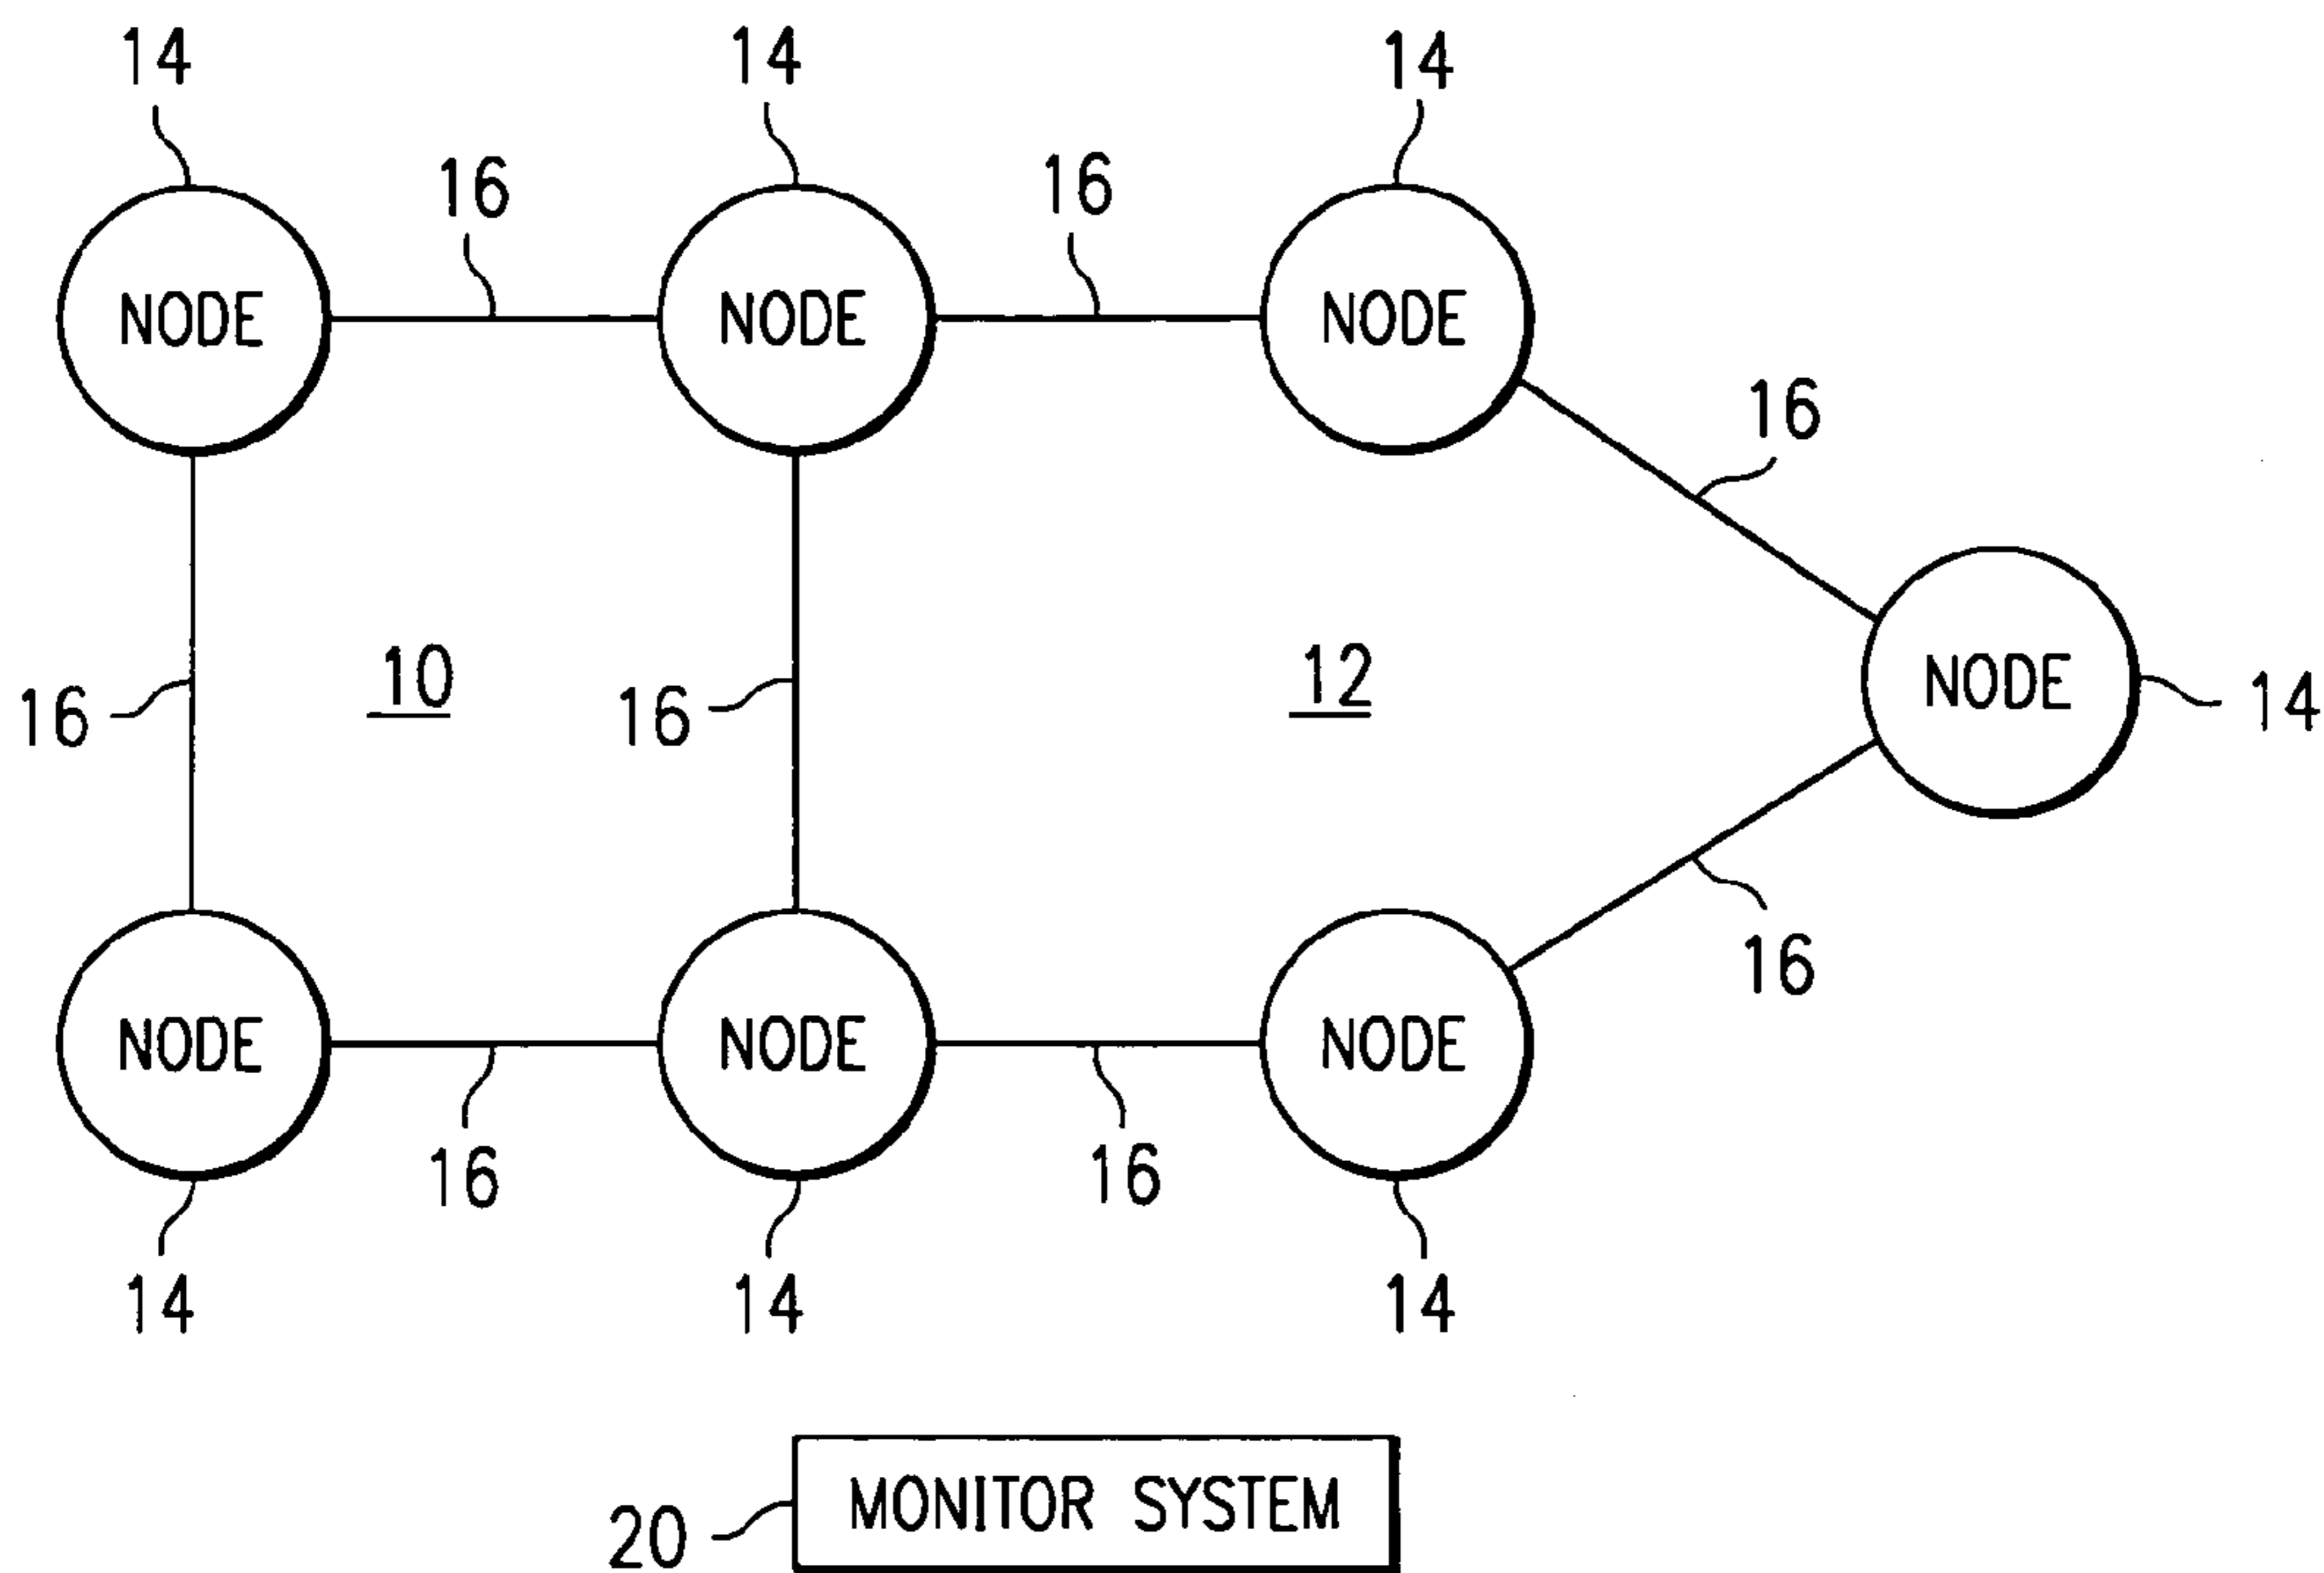 14 14 14
16 16
NODE NODE NODE
16
10 12
16 16 NODE 14
16
NODE NODE NODE
16 16
14 14 14
20 MONITOR SYSTEM